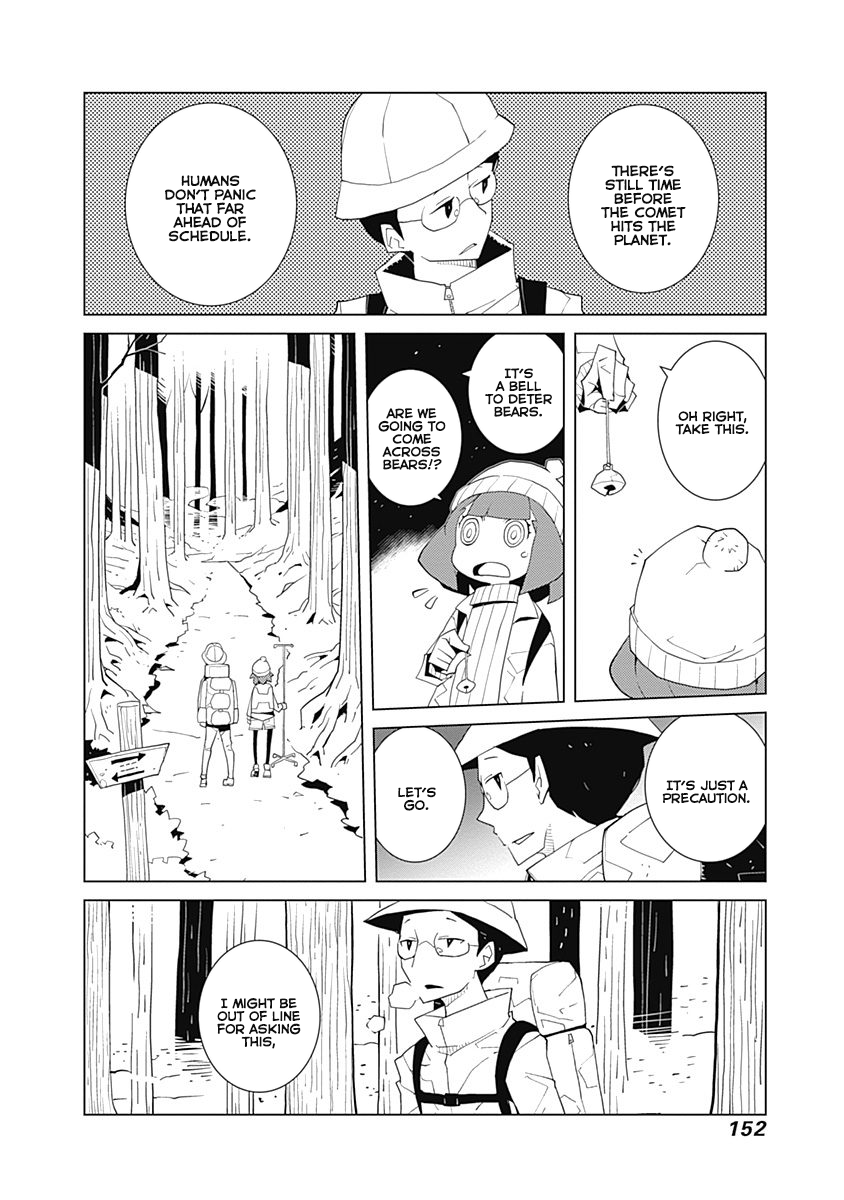 THERE'S
STILL TIME
BEFORE
THE COMET
HITS THE
PLANET.
HUMANS
DON'T PANIC
THAT FAR
AHEAD OF
SCHEDULE.
OH RIGHT,
TAKE THIS.
IT'S
A BELL
TO DETER
BEARS.
ARE WE
GOING TO
COME
ACROSS
BEARS!?
IT'S JUST A
PRECAUTION.
LET'S
GO.
I MIGHT BE
OUT OF LINE
FOR ASKING
THIS,
152